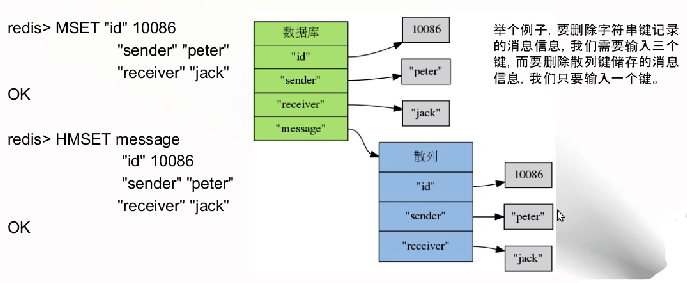 redis> MSET "id" 10086
"sender" "peter"
"receiver" "jack"
OK
redis> HMSET message
"id" 10086
"sender" "peter"
"receiver" "jack"
OK
数据库
"id"
"sender"
"receiver"
"message"
10086
"peter"
"jack"
散列
"id"
"sender"
"receiver"
10086
"peter"
"jack"
举个例子，要删除字符串键记录
的消息信息，我们需要输入三个
键，而要删除散列键储存的消息
信息，我们只要输入一个键。